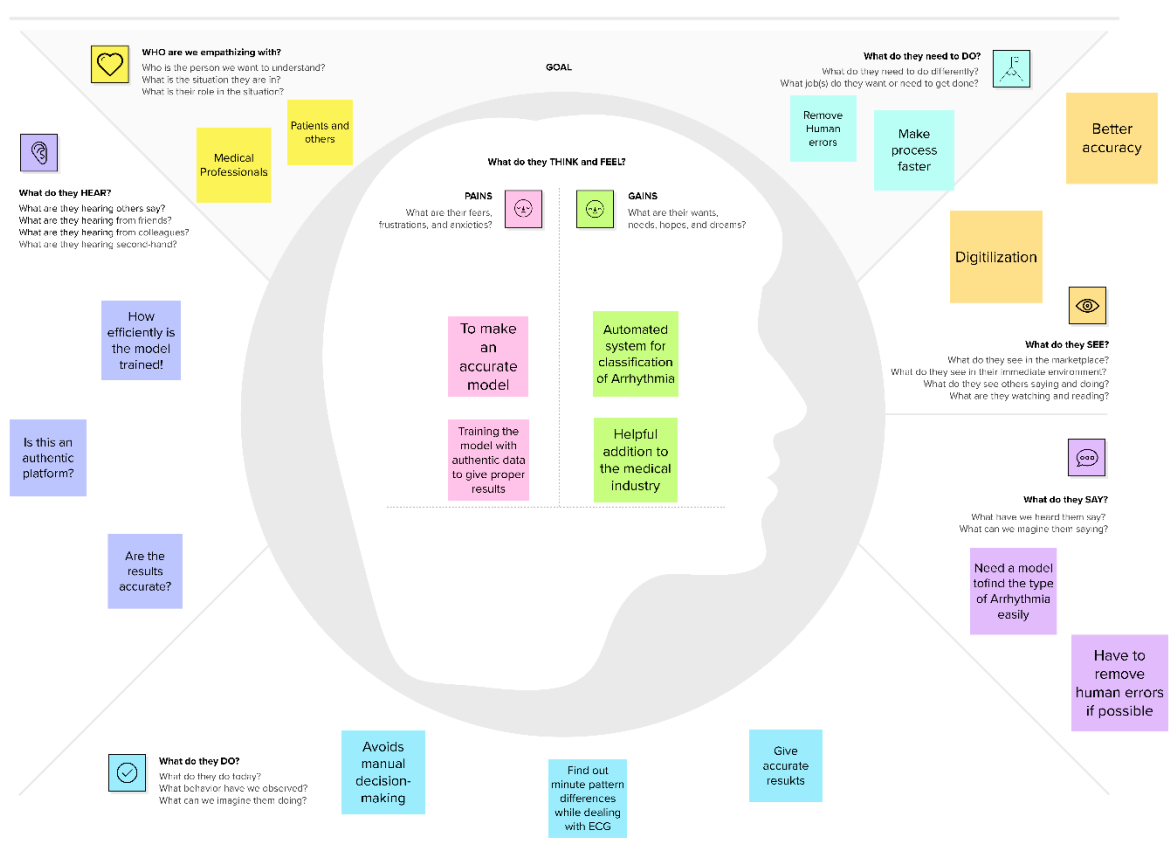 WHO are we empathizing with?
Who is the person we want to understand?
What is the situation they are in?
What is their role in the situation?
Medical
Professionals
Patients and
others
GOAL
What do they need to DO?
What do they need to do differently?
What job(s) do they want or need to get done?
Remove
Human
errors
Make
process
faster
Better
accuracy
Digitilization
What do they SEE?
What do they see in the marketplace?
What do they see in their immediate environment?
What do they see others saying and doing?
What are they watching and reading?
What do they SAY?
What have we heard them say?
What can we magine them saying?
Need a model
tofind the type
of Arrhythmia
easily
Have to
remove
human errors
if possible
What do they DO?
What do they do today?
What behavior have we observed?
What can we imagine them doing?
Avoids
manual
decision-
making
Find out
minute pattern
differences
while dealing
with ECG
Give
accurate
resukts
What do they HEAR?
What are they hearing others say?
What are they hearing from friends?
What are they hearing from colleagues?
What are they hearing second-hand?
How
efficiently is
the model
trained!
Is this an
authentic
platform?
Are the
results
accurate?
What do they THINK and FEEL?
PAINS
What are their fears,
frustrations, and anxieties?
To make
an
accurate
model
Training the
model with
authentic data
to give proper
results
GAINS
What are their wants,
needs, hopes, and dreams?
Automated
system for
classification
of Arrhythmia
Helpful
addition to
the medical
industry